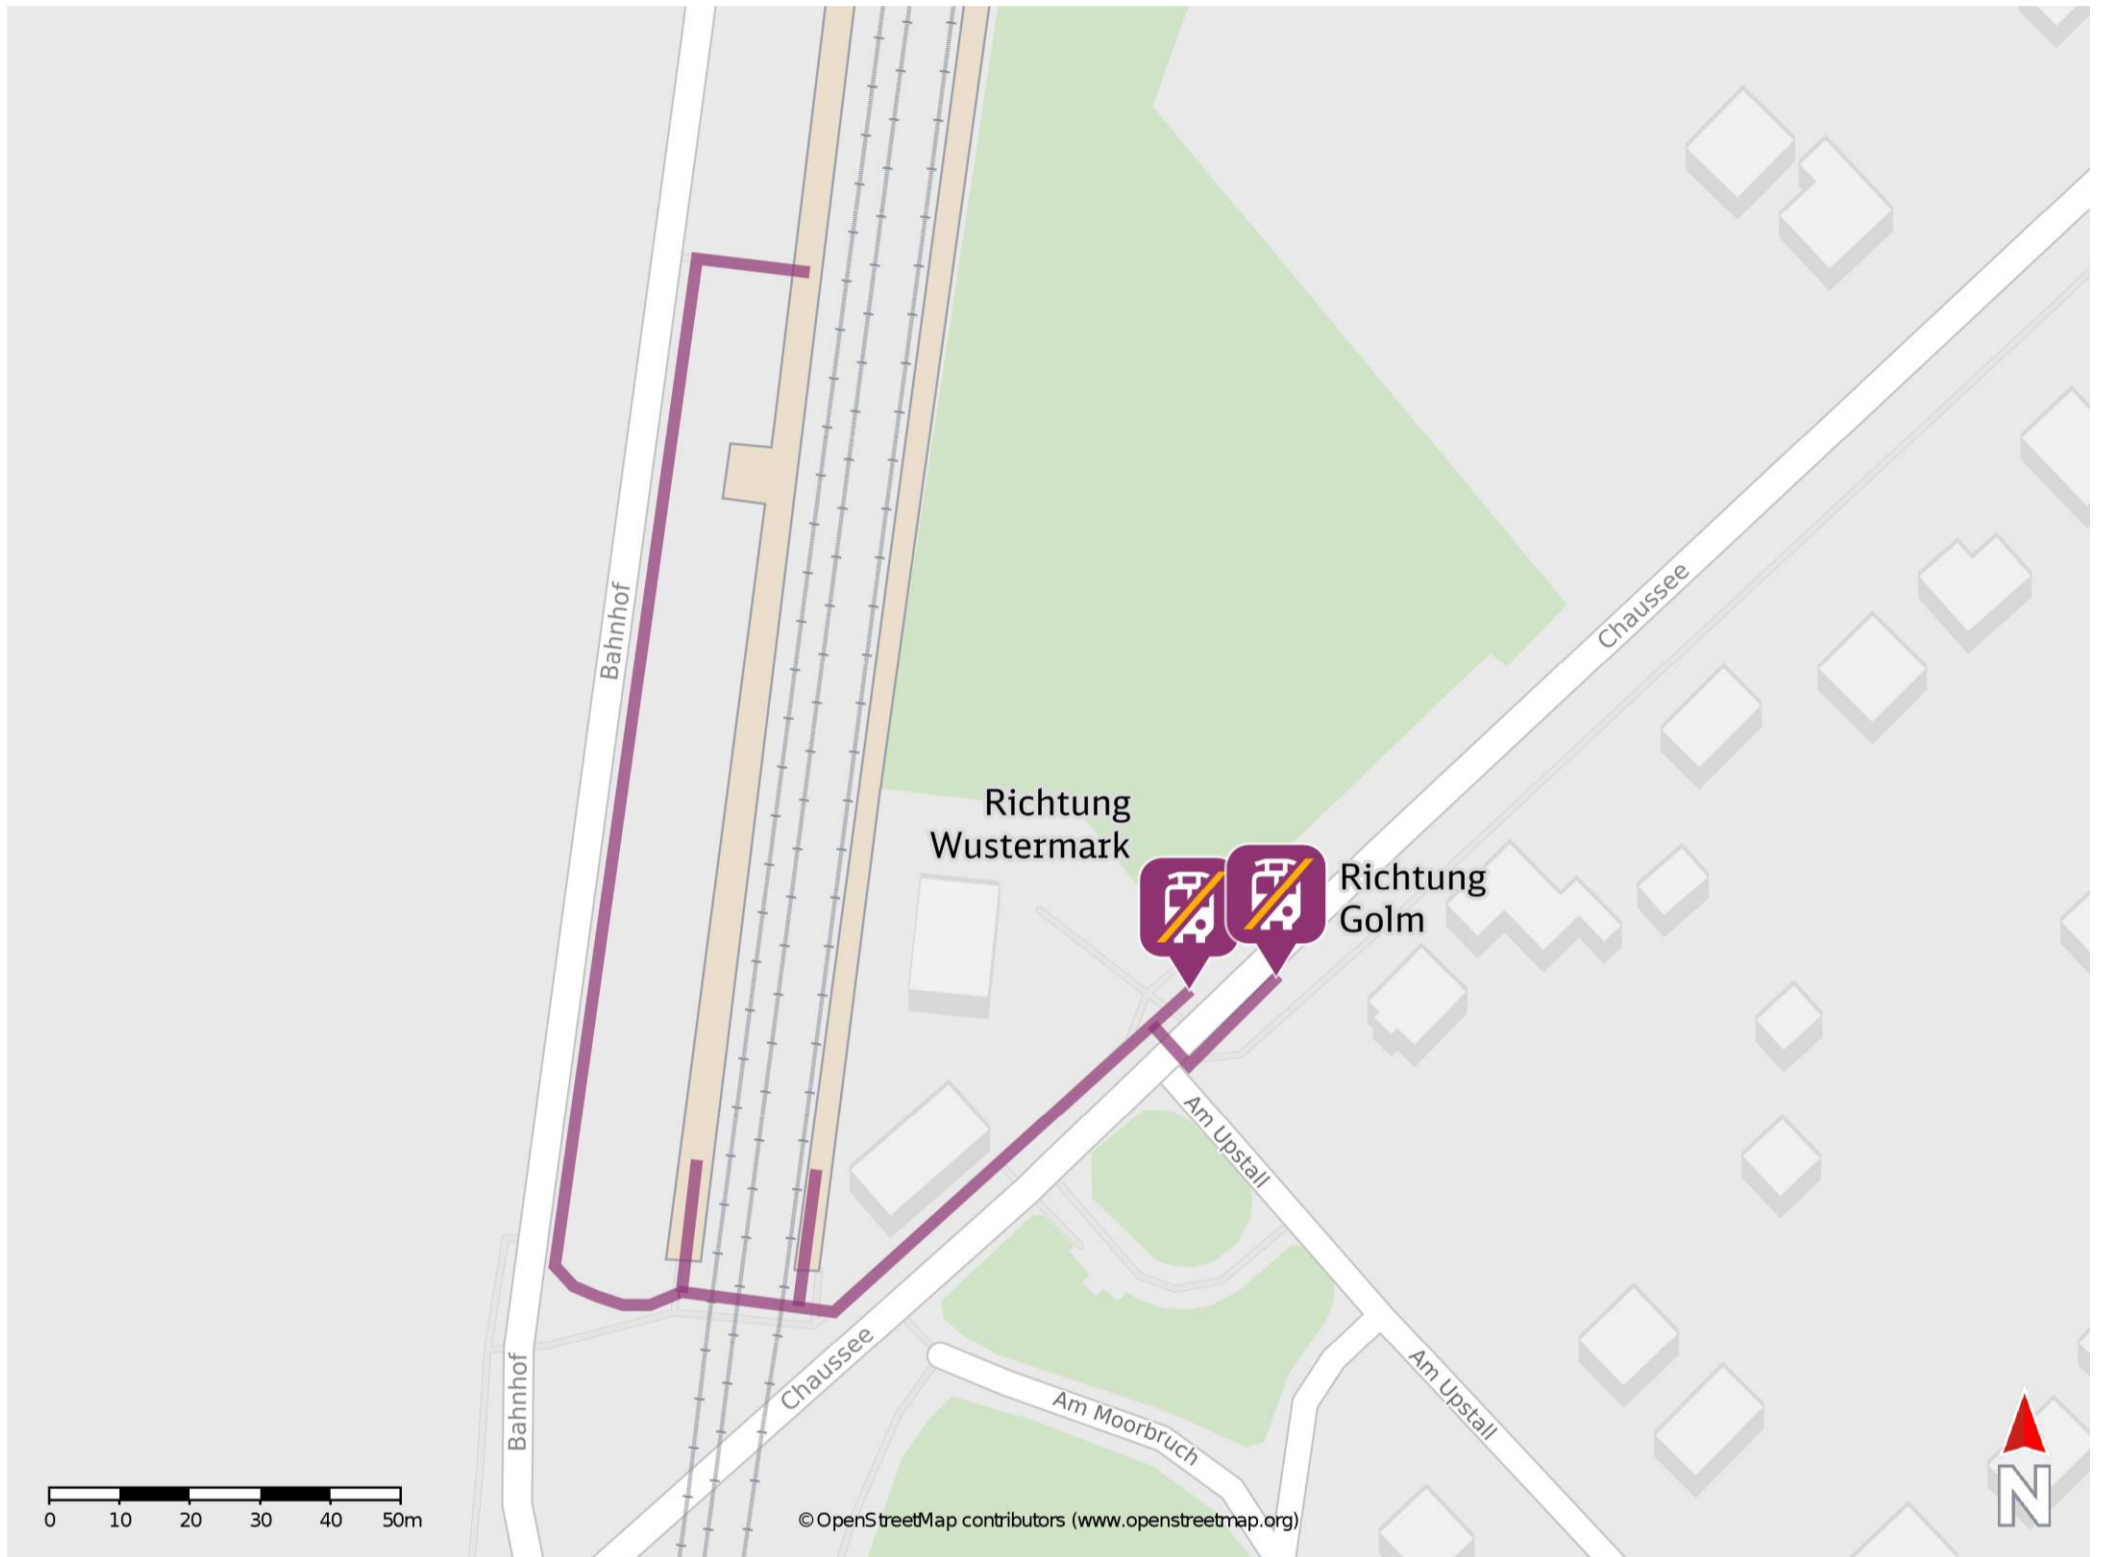 Bahnhof
Chaussee
Richtung
Wustermark
Richtung
Golm
Am Upstall
Chaussee
Bahnhof
Am Moorbruch
Am Upstall
N
0 10 20 30 40 50m
©OpenStreetMap contributors (www.openstreetmap.org)